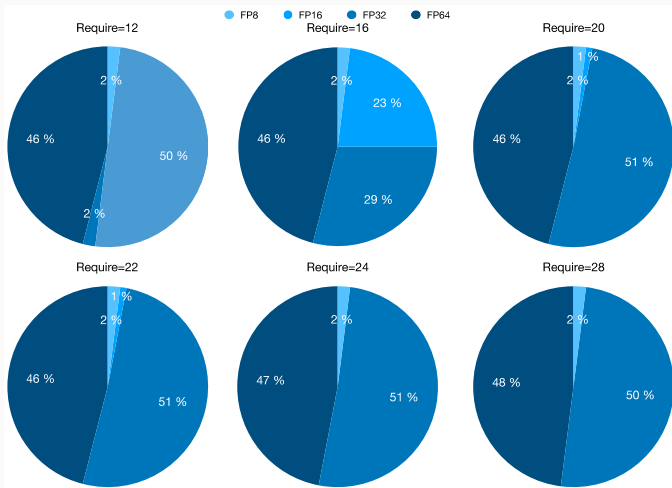 FP8 FP16 FP32 FP64
Require=12 Require=16 Require=20
2 % 50 % 2 % 46 %
2 % 23 % 29 % 46 %
2 % 1 % 51 % 46 %
Require=22 Require=24 Require=28
2 % 1 % 51 % 46 %
2 % 51 % 47 %
2 % 50 % 48 %